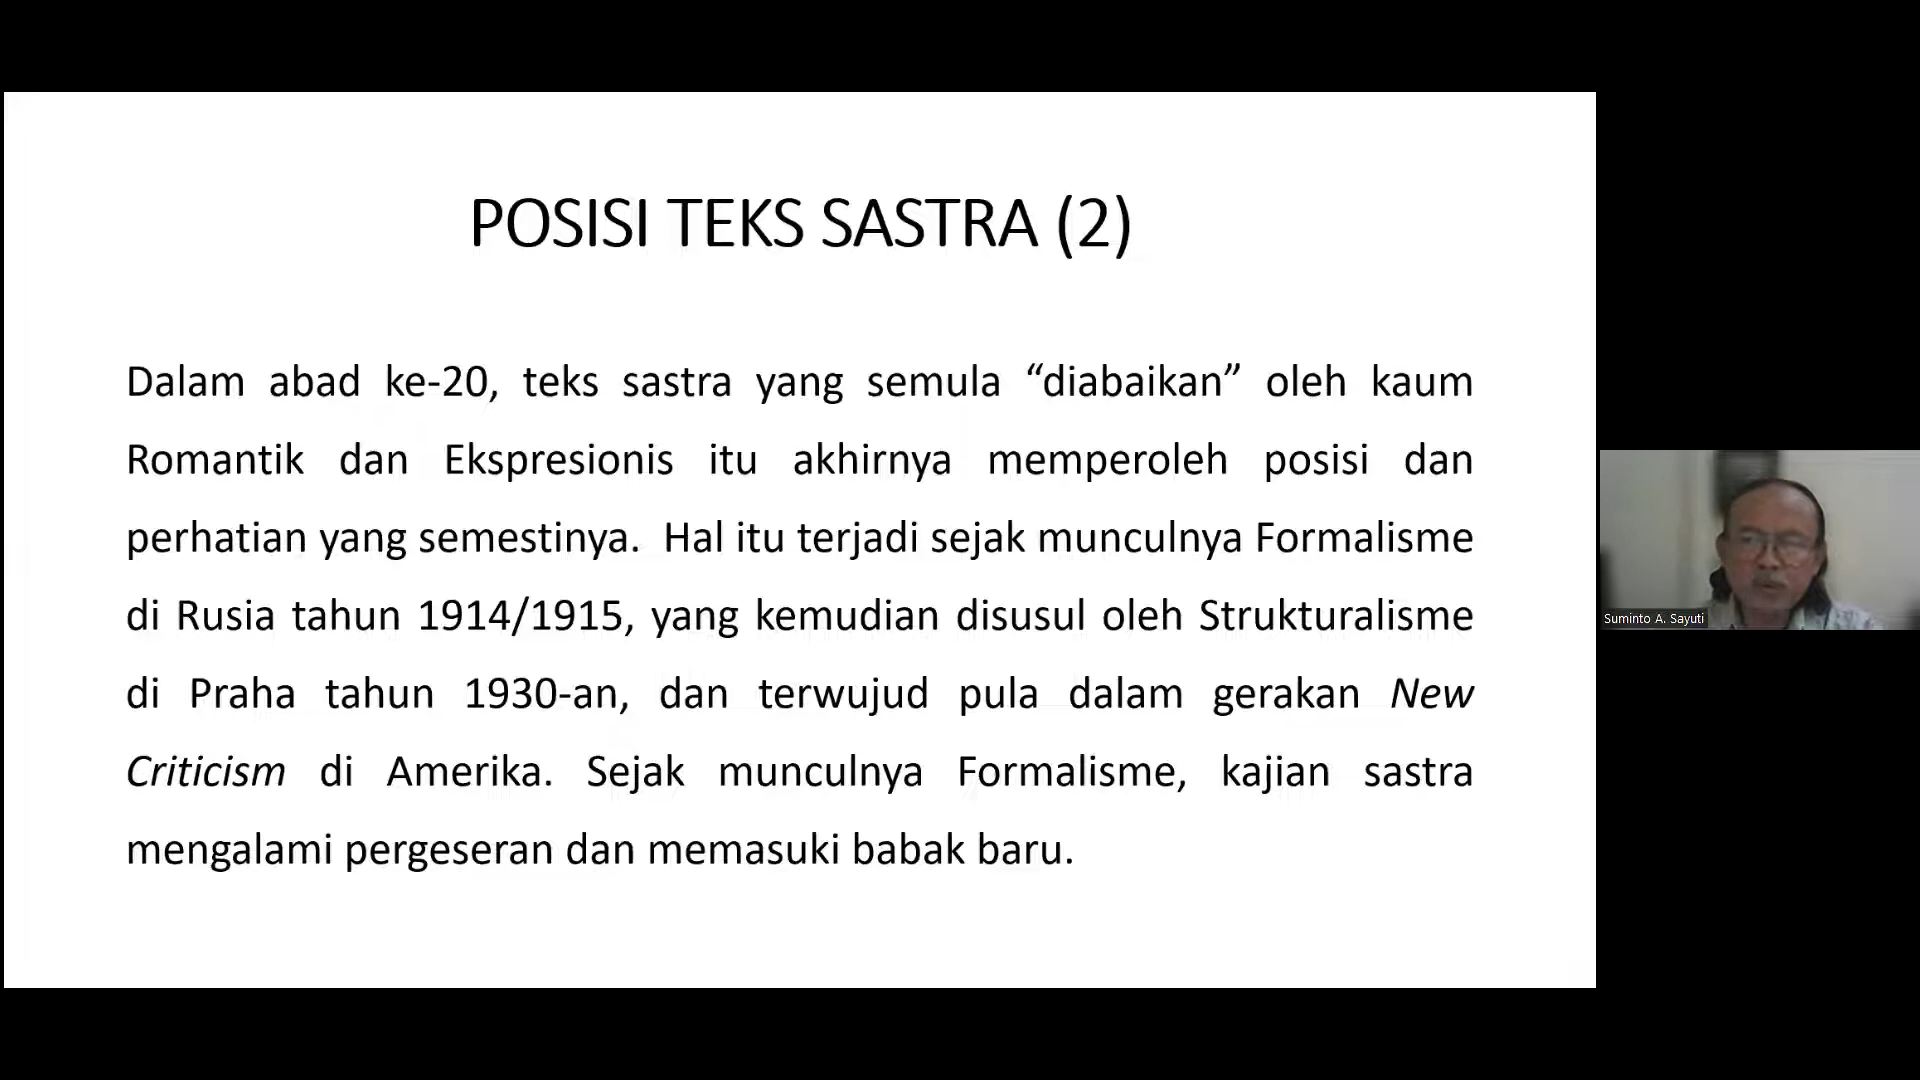 POSISI TEKS SASTRA (2)
Dalam abad ke-20, teks sastra yang semula “diabaikan” oleh kaum
Romantik dan Ekspresionis itu akhirnya memperoleh posisi dan
perhatian yang semestinya. Hal itu terjadi sejak munculnya Formalisme
di Rusia tahun 1914/1915, yang kemudian disusul oleh Strukturalisme
di Praha tahun 1930-an, dan terwujud pula dalam gerakan New
Criticism di Amerika. Sejak munculnya Formalisme, kajian sastra
mengalami pergeseran dan memasuki babak baru.
Suminto A. Sayuti